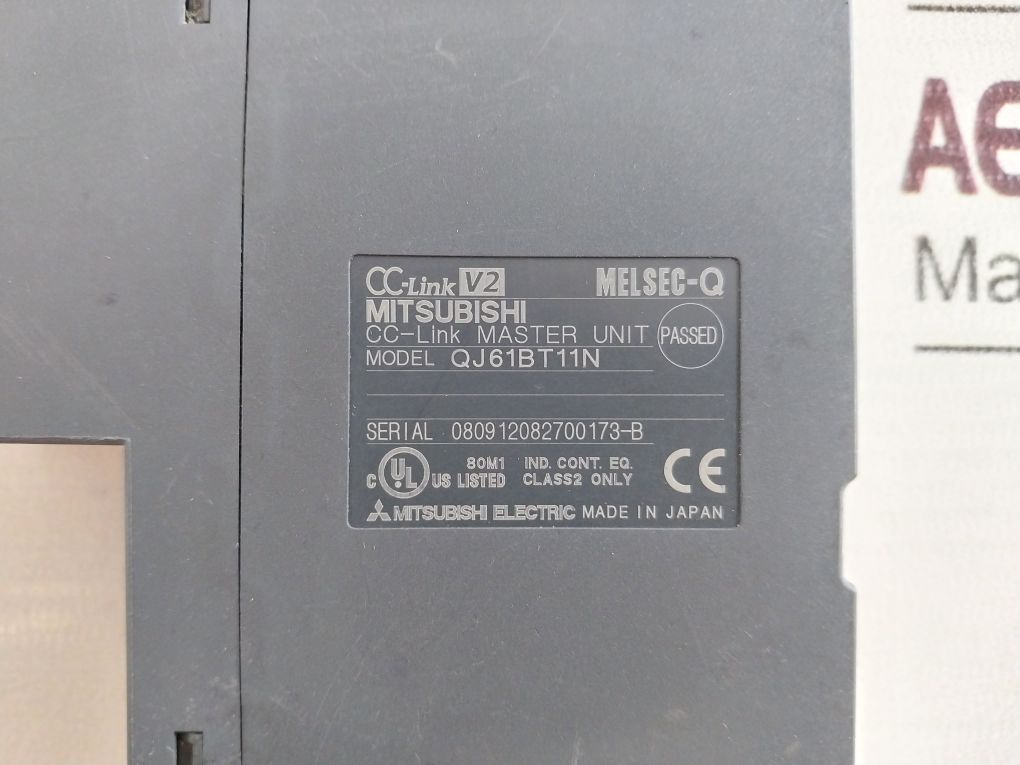 CC-Link V2 MELSEC-Q
MITSUBISHI
CC-Link MASTER UNIT PASSED
MODEL QJ61BT11N
SERIAL 080912082700173-B
C UL US LISTED 80M1 IND. CONT. EQ. CLASS2 ONLY CE
MITSUBISHI ELECTRIC MADE IN JAPAN